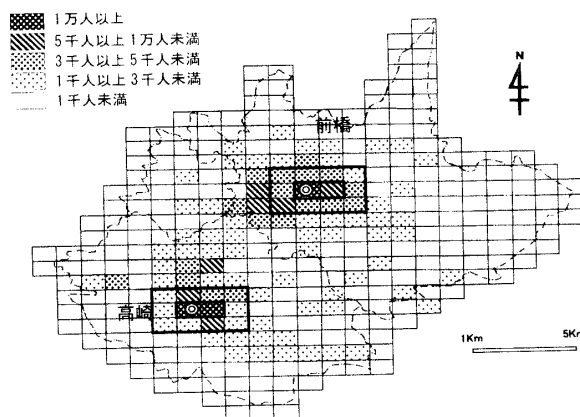 1万人以上
5千人以上1万人未満
3千人以上5千人未満
1千人以上3千人未満
1千人未満
N
前橋
高崎
1Km 5Km